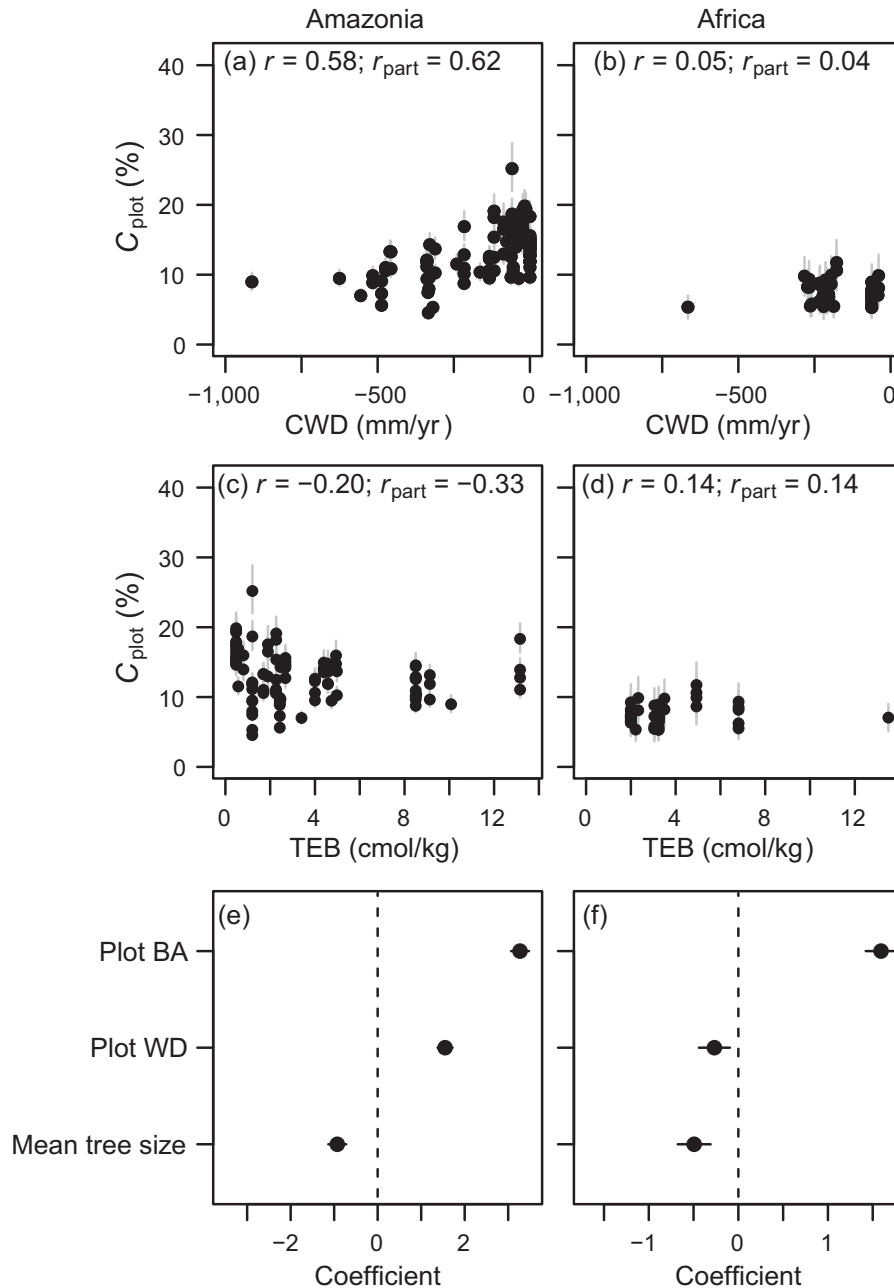 Amazonia Africa
(a) r = 0.58; rpart = 0.62 (b) r = 0.05; rpart = 0.04
40
30
20
10
0
Cplot (%)
−1,000 −500 0 −1,000 −500 0
CWD (mm/yr) CWD (mm/yr)
(c) r = −0.20; rpart = −0.33 (d) r = 0.14; rpart = 0.14
40
30
20
10
0
Cplot (%)
0 4 8 12 0 4 8 12
TEB (cmol/kg) TEB (cmol/kg)
(e) (f)
Plot BA
Plot WD
Mean tree size
−2 0 2 −1 0 1
Coefficient Coefficient